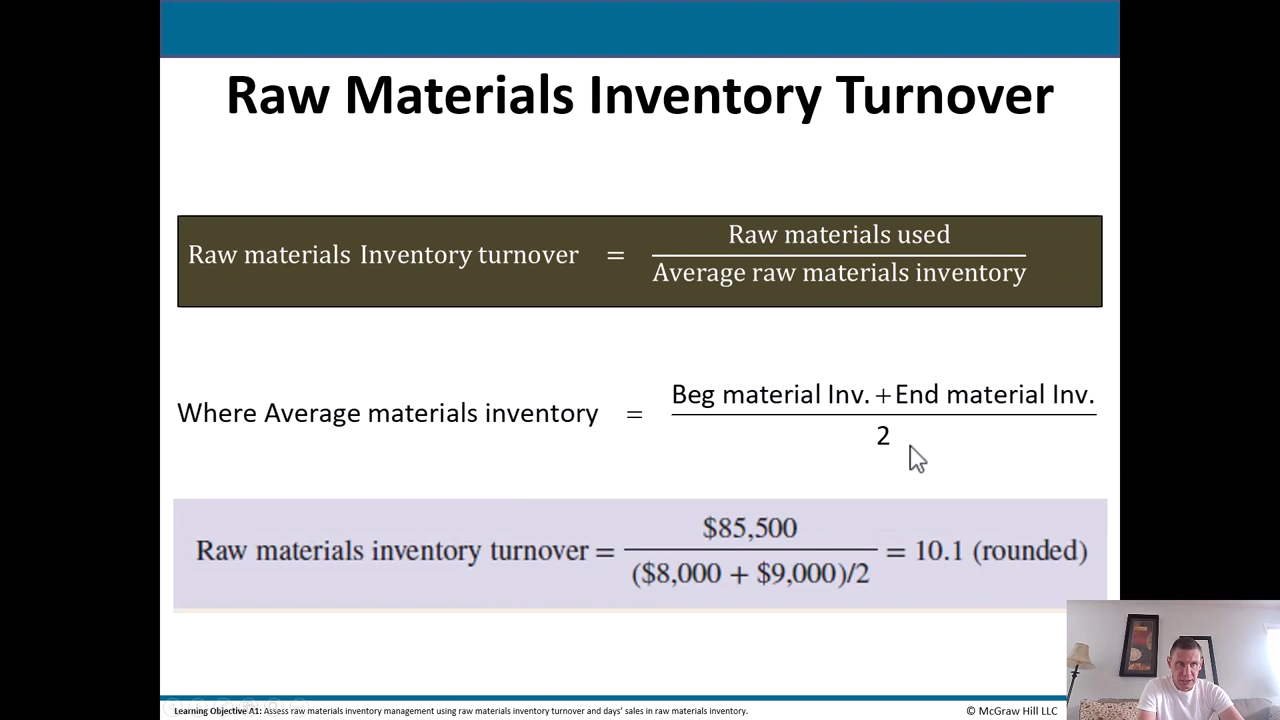 Raw Materials Inventory Turnover
Raw materials Inventory turnover = Raw materials used
Average raw materials inventory
Where Average materials inventory = Beg material Inv. + End material Inv.
2
Raw materials inventory turnover = $85,500
($8,000 + $9,000)/2 = 10.1 (rounded)
Learning Objective A1: Assess raw materials inventory management using raw materials inventory turnover and days' sales in raw materials inventory.
© McGraw Hill LLC